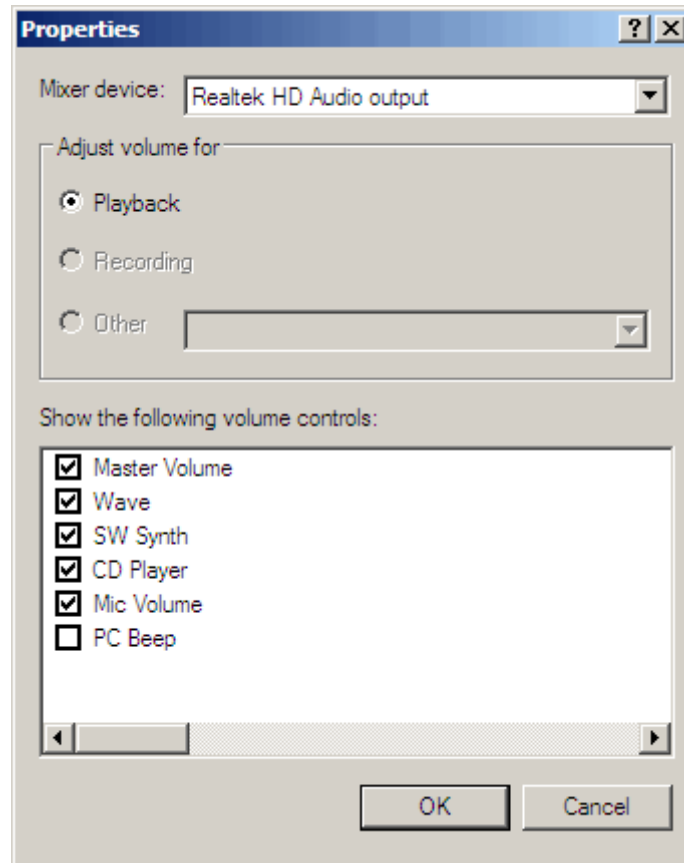 Properties
Mixer device: Realtek HD Audio output
Adjust volume for
Playback
Recording
Other
Show the following volume controls:
Master Volume
Wave
SW Synth
CD Player
Mic Volume
PC Beep
OK Cancel